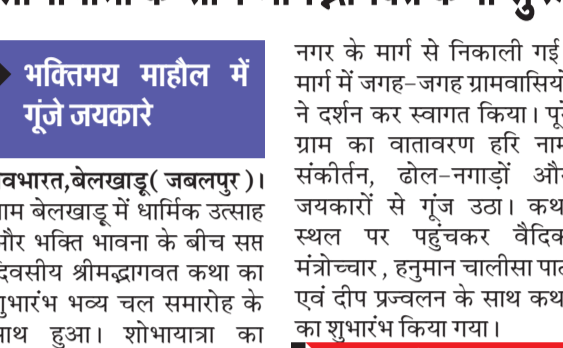 भक्तिमय माहौल में
गूंजे जयकारे
वभारत,बेलखाडू( जबलपुर )।
ाम बेलखाडू में धार्मिक उत्साह
और भक्ति भावना के बीच सप्त
दिवसीय श्रीमद्भागवत कथा का
शुभारंभ भव्य चल समारोह के
साथ हुआ। शोभायात्रा का
नगर के मार्ग से निकाली गई
मार्ग में जगह-जगह ग्रामवासियों
ने दर्शन कर स्वागत किया। पूरे
ग्राम का वातावरण हरि नाम
संकीर्तन, ढोल-नगाड़ों और
जयकारों से गूंज उठा। कथ
स्थल पर पहुंचकर वैदिक
मंत्रोच्चार , हनुमान चालीसा पाठ
एवं दीप प्रज्वलन के साथ कथ
का शुभारंभ किया गया।